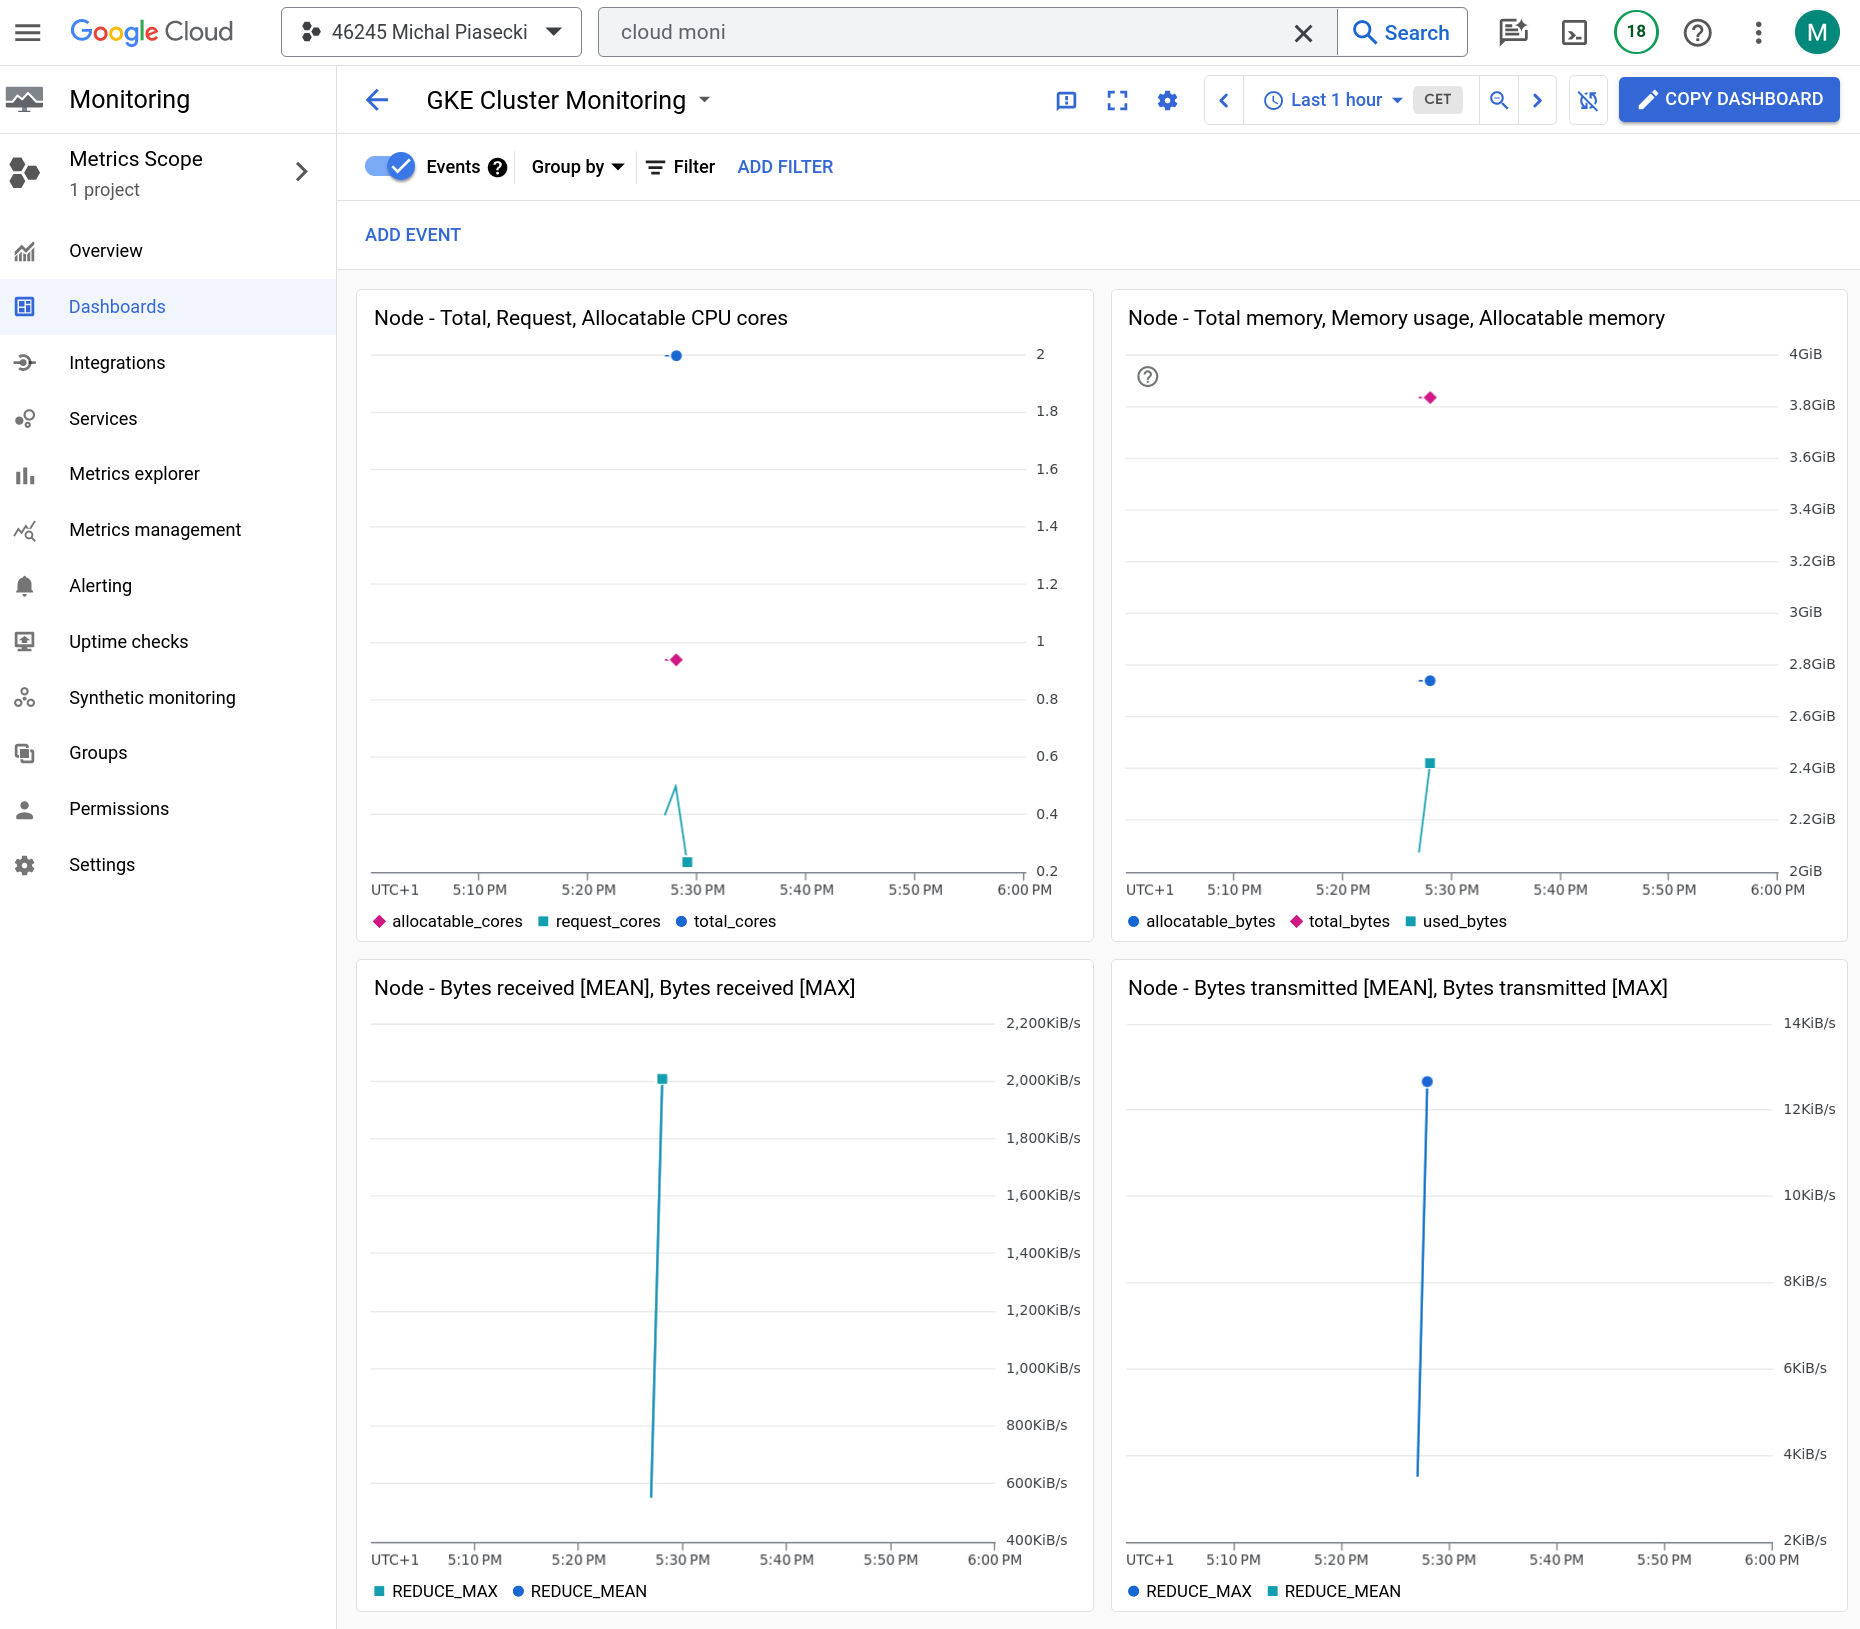 Google Cloud
46245 Michal Piasecki
cloud moni
Search
18
M
Monitoring
Metrics Scope
1 project
Overview
Dashboards
Integrations
Services
Metrics explorer
Metrics management
Alerting
Uptime checks
Synthetic monitoring
Groups
Permissions
Settings
GKE Cluster Monitoring
Last 1 hour
CET
COPY DASHBOARD
Events
Group by
Filter
ADD FILTER
ADD EVENT
Node - Total, Request, Allocatable CPU cores
2
1.8
1.6
1.4
1.2
1
0.8
0.6
0.4
0.2
UTC+1 5:10 PM 5:20 PM 5:30 PM 5:40 PM 5:50 PM 6:00 PM
allocatable_cores request_cores total_cores
Node - Total memory, Memory usage, Allocatable memory
4GiB
3.8GiB
3.6GiB
3.4GiB
3.2GiB
3GiB
2.8GiB
2.6GiB
2.4GiB
2.2GiB
2GiB
UTC+1 5:10 PM 5:20 PM 5:30 PM 5:40 PM 5:50 PM 6:00 PM
allocatable_bytes total_bytes used_bytes
Node - Bytes received [MEAN], Bytes received [MAX]
2,200KiB/s
2,000KiB/s
1,800KiB/s
1,600KiB/s
1,400KiB/s
1,200KiB/s
1,000KiB/s
800KiB/s
600KiB/s
400KiB/s
UTC+1 5:10 PM 5:20 PM 5:30 PM 5:40 PM 5:50 PM 6:00 PM
REDUCE_MAX REDUCE_MEAN
Node - Bytes transmitted [MEAN], Bytes transmitted [MAX]
14KiB/s
12KiB/s
10KiB/s
8KiB/s
6KiB/s
4KiB/s
2KiB/s
UTC+1 5:10 PM 5:20 PM 5:30 PM 5:40 PM 5:50 PM 6:00 PM
REDUCE_MAX REDUCE_MEAN